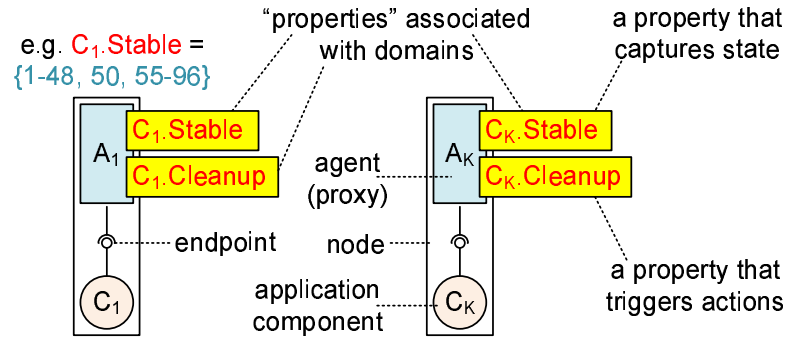 e.g. C1.Stable =
{1-48, 50, 55-96}
“properties” associated
with domains
a property that
captures state
A1
C1.Stable
C1.Cleanup
AK
CK.Stable
CK.Cleanup
agent
(proxy)
endpoint
node
application
component
C1
CK
a property that
triggers actions